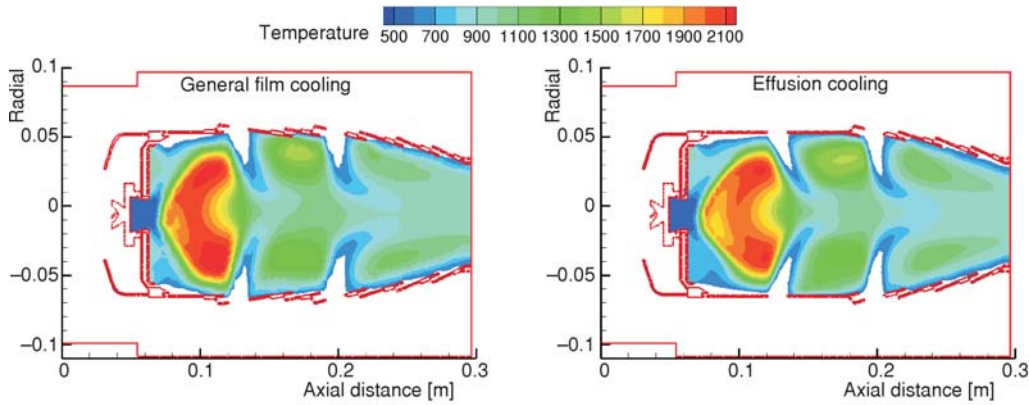 Temperature
500 700 900 1100 1300 1500 1700 1900 2100
General film cooling
Radial
0.1
0.05
0
−0.05
−0.1
0 0.1 0.2 0.3
Axial distance [m]
Effusion cooling
Radial
0.1
0.05
0
−0.05
−0.1
0 0.1 0.2 0.3
Axial distance [m]